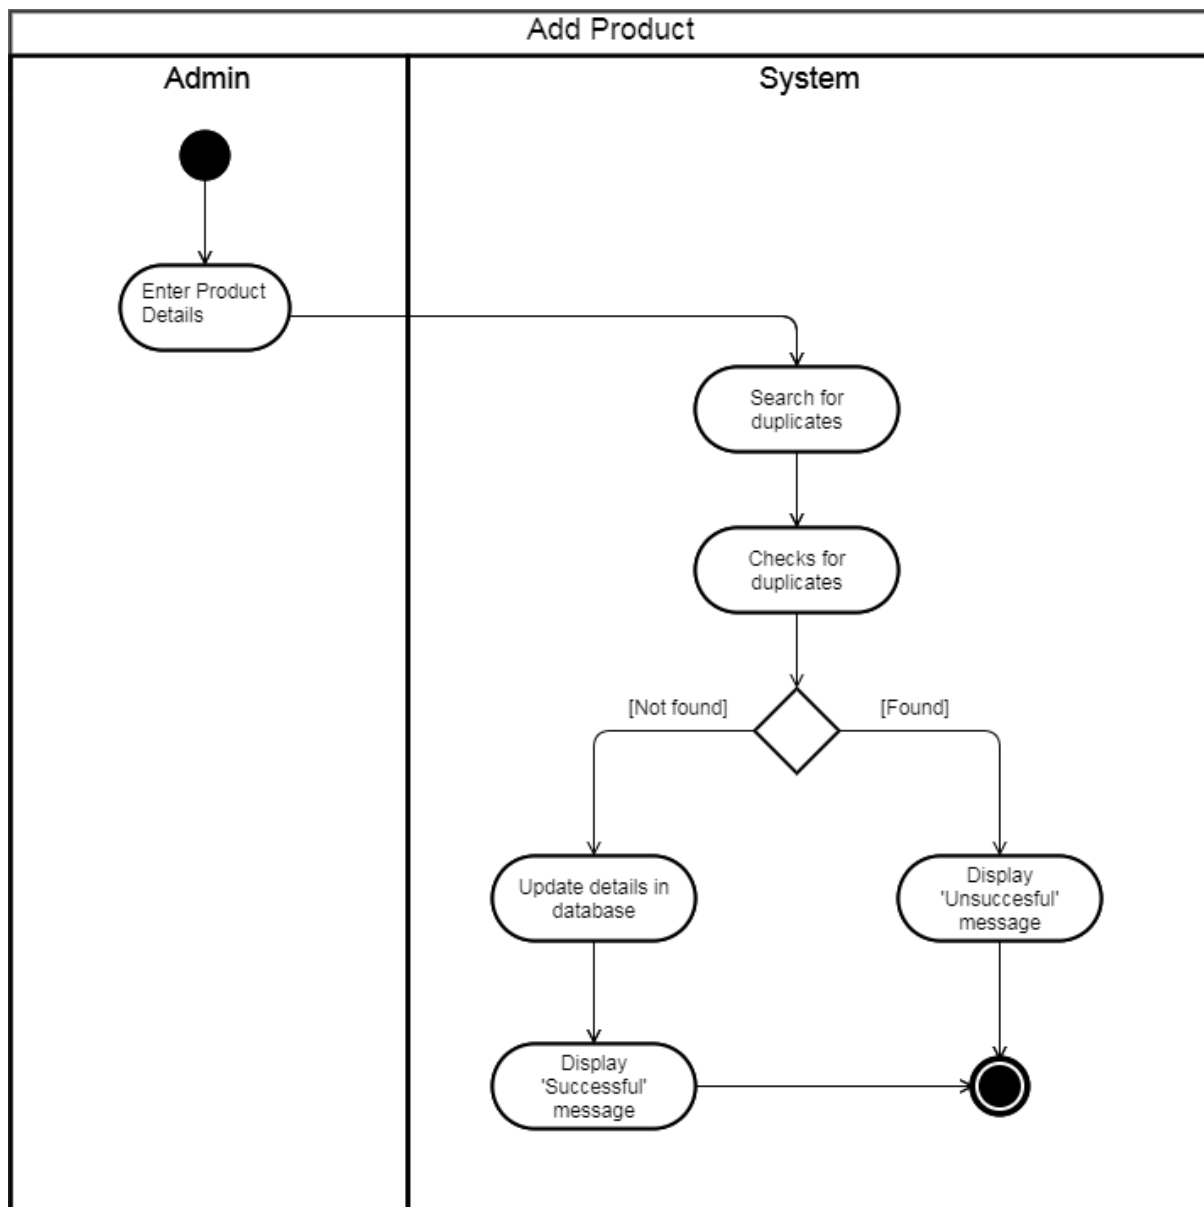 Add Product
Admin
System
Enter Product
Details
Search for
duplicates
Checks for
duplicates
[Not found]
[Found]
Update details in
database
Display
'Unsuccesful'
message
Display
'Successful'
message